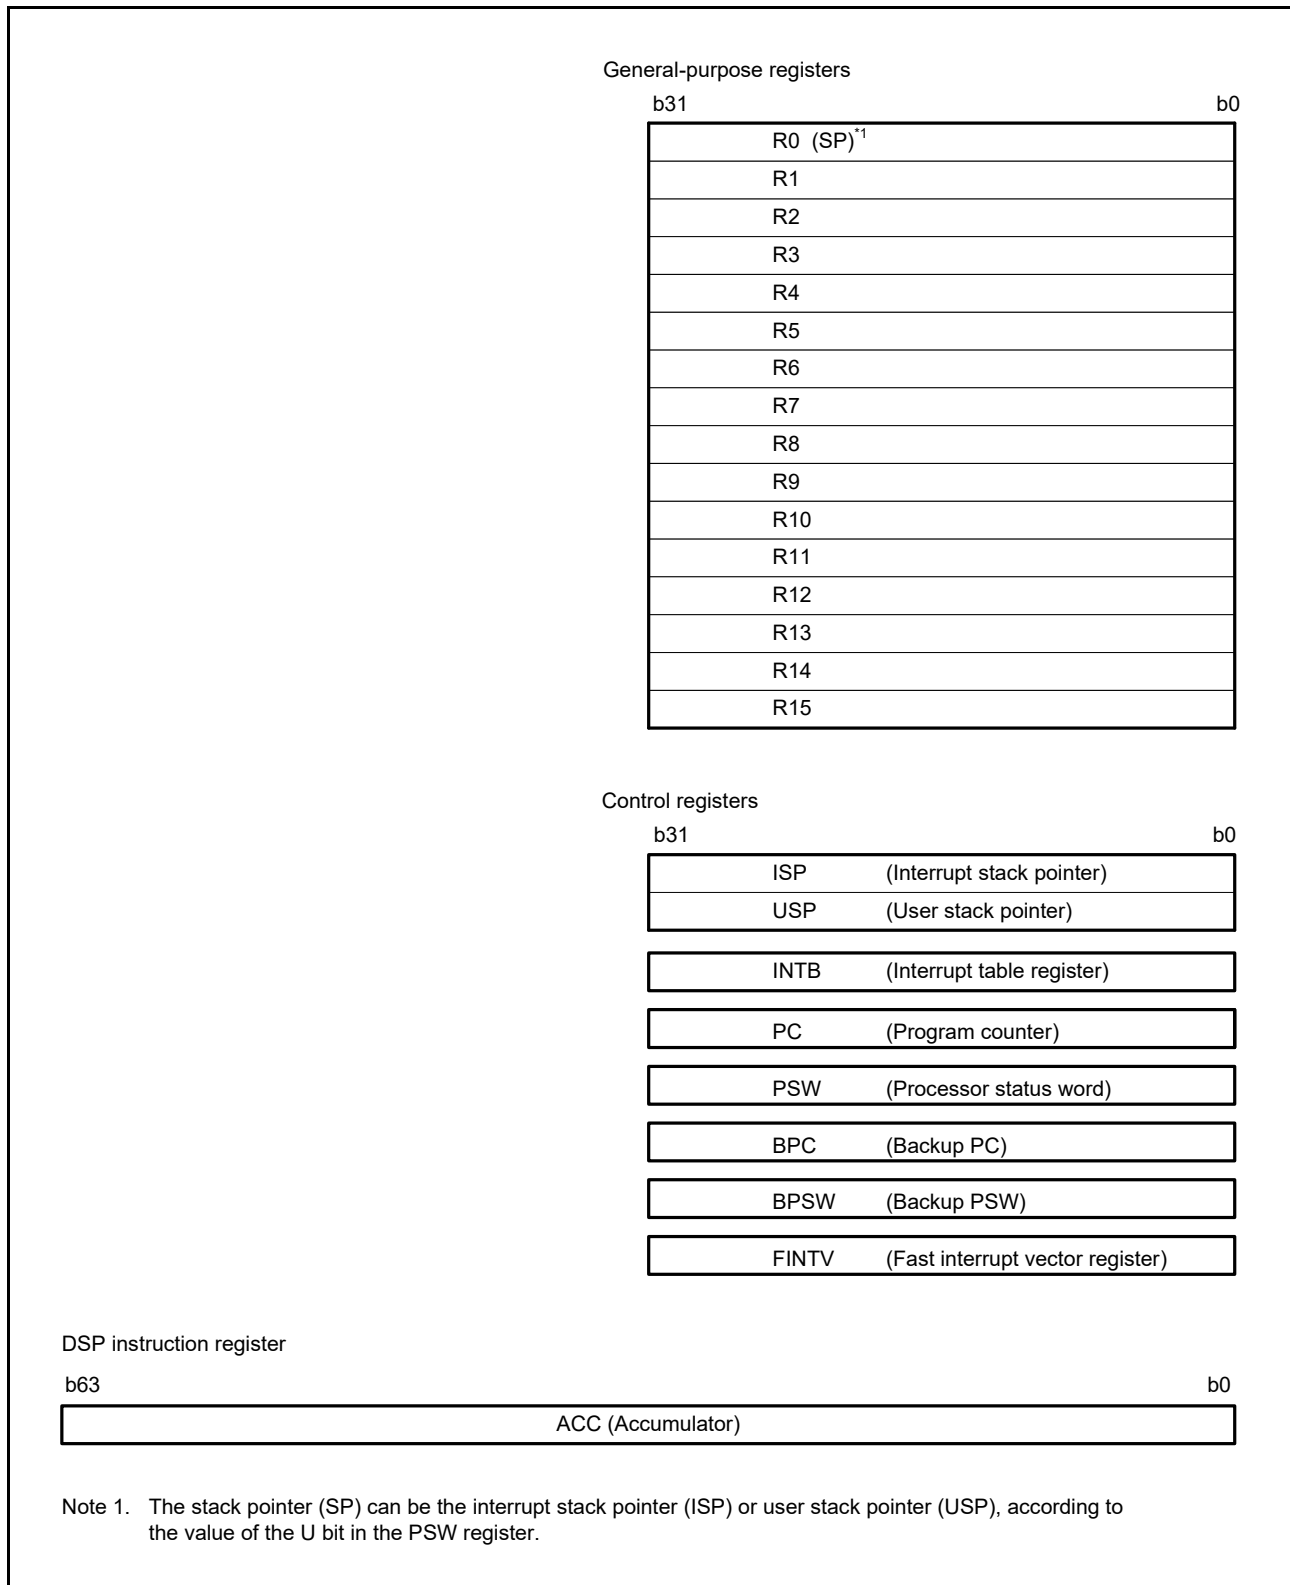 General-purpose registers
b31 b0
R0 (SP)*1
R1
R2
R3
R4
R5
R6
R7
R8
R9
R10
R11
R12
R13
R14
R15
Control registers
b31 b0
ISP (Interrupt stack pointer)
USP (User stack pointer)
INTB (Interrupt table register)
PC (Program counter)
PSW (Processor status word)
BPC (Backup PC)
BPSW (Backup PSW)
FINTV (Fast interrupt vector register)
DSP instruction register
b63 b0
ACC (Accumulator)
Note 1. The stack pointer (SP) can be the interrupt stack pointer (ISP) or user stack pointer (USP), according to
the value of the U bit in the PSW register.